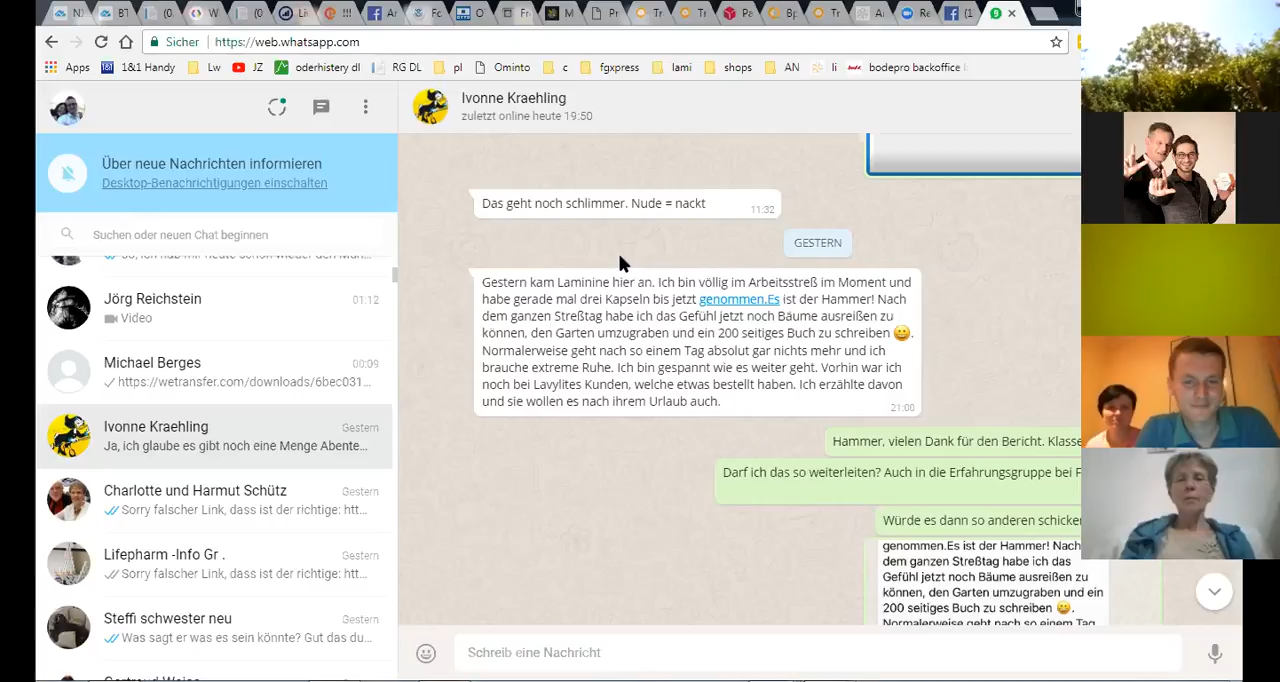 Sicher https://web.whatsapp.com
Apps 1&1 Handy Lw JZ oderhistery dl RG DL pl Ominto c fgxpress lami shops AN li bodepro backoffice
Ivonne Kraehling
zuletzt online heute 19:50
Über neue Nachrichten informieren
Desktop-Benachrichtigungen einschalten
Suchen oder neuen Chat beginnen
Jörg Reichstein 01:12
Video
Michael Berges 00:09
https://wetransfer.com/downloads/6bec031...
Ivonne Kraehling Gestern
Ja, ich glaube es gibt noch eine Menge Abente...
Charlotte und Harmut Schütz Gestern
Sorry falscher Link, dass ist der richtige: htt...
Lifepharm -Info Gr . Gestern
Sorry falscher Link, dass ist der richtige: htt...
Steffi schwester neu Gestern
Was sagt er was es sein könnte? Gut das du...
Das geht noch schlimmer. Nude = nackt 11:32
GESTERN
Gestern kam Laminine hier an. Ich bin völlig im Arbeitsstreß im Moment und
habe gerade mal drei Kapseln bis jetzt genommen.Es ist der Hammer! Nach
dem ganzen Streßtag habe ich das Gefühl jetzt noch Bäume ausreißen zu
können, den Garten umzugraben und ein 200 seitiges Buch zu schreiben 😀.
Normalerweise geht nach so einem Tag absolut gar nichts mehr und ich
brauche extreme Ruhe. Ich bin gespannt wie es weiter geht. Vorhin war ich
noch bei Lavylites Kunden, welche etwas bestellt haben. Ich erzählte davon
und sie wollen es nach ihrem Urlaub auch. 21:00
Hammer, vielen Dank für den Bericht. Klasse
Darf ich das so weiterleiten? Auch in die Erfahrungsgruppe bei F
Würde es dann so anderen schicke
genommen.Es ist der Hammer! Nach
dem ganzen Streßtag habe ich das
Gefühl jetzt noch Bäume ausreißen zu
können, den Garten umzugraben und ein
200 seitiges Buch zu schreiben 😀.
Normalerweise geht nach so einem Tag
Schreib eine Nachricht